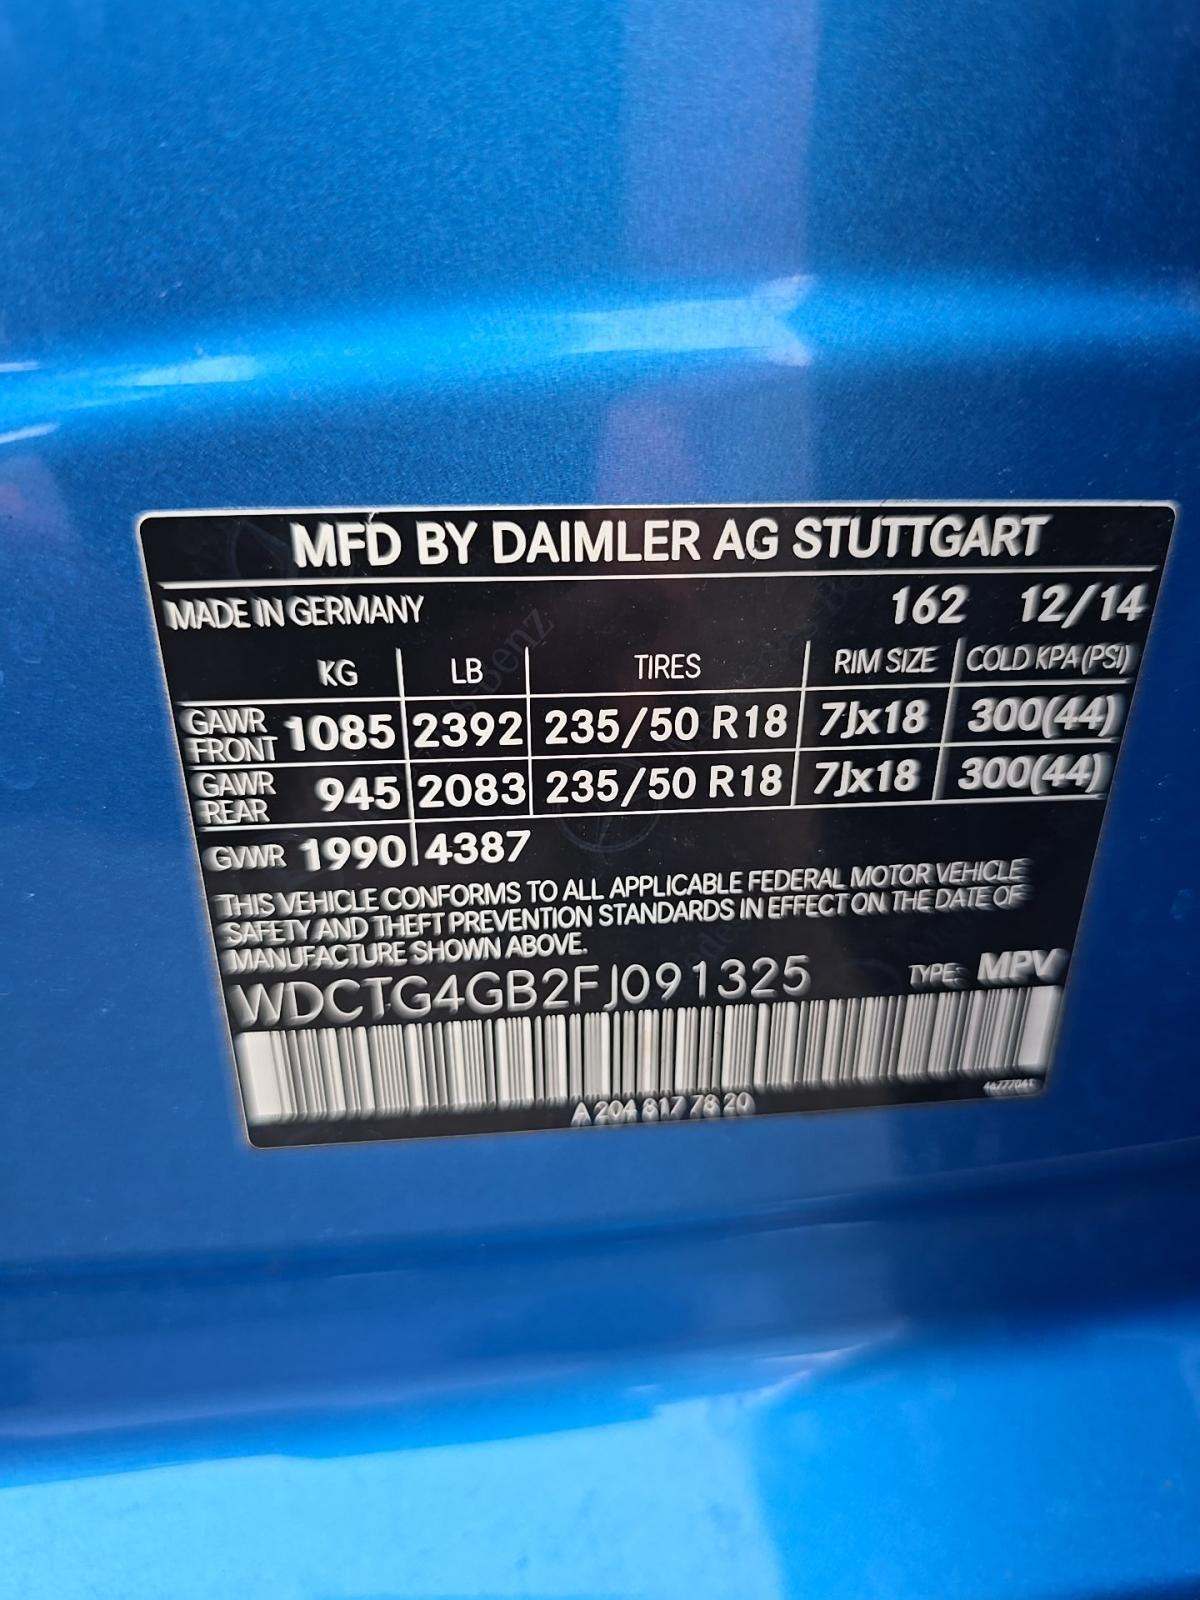 MFD BY DAIMLER AG STUTTGART
MADE IN GERMANY 162 12/14
KG LB TIRES RIM SIZE COLD KPA (PSI)
GAWR FRONT 1085 2392 235/50 R18 7Jx18 300(44)
GAWR REAR 945 2083 235/50 R18 7Jx18 300(44)
GVWR 1990 4387
THIS VEHICLE CONFORMS TO ALL APPLICABLE FEDERAL MOTOR VEHICLE
SAFETY AND THEFT PREVENTION STANDARDS IN EFFECT ON THE DATE OF
MANUFACTURE SHOWN ABOVE.
WDCTG4GB2FJ091325 TYPE: MPV
A 204 817 78 20